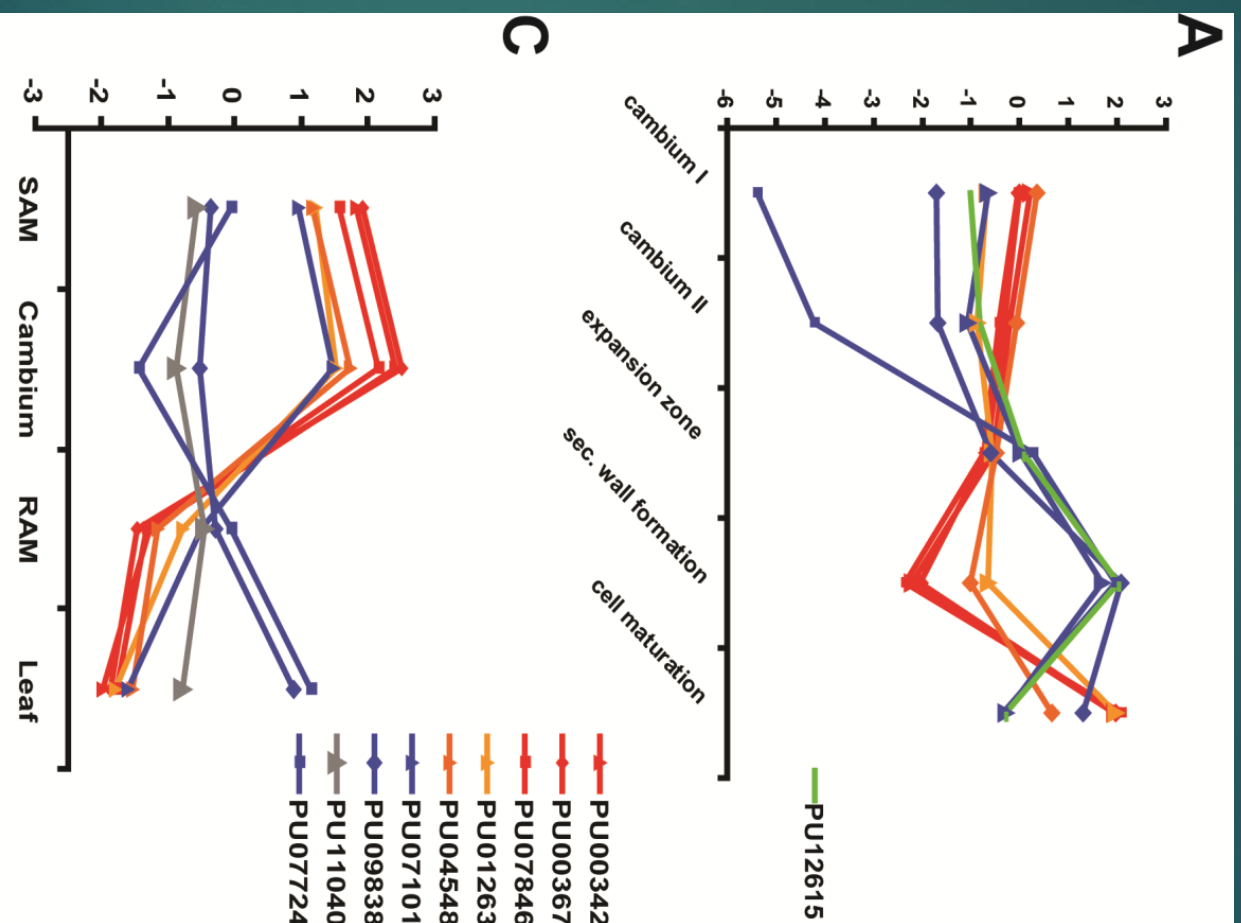 A
3
2
1
0
-1
-2
-3
-4
-5
-6
cambium I
cambium II
expansion zone
sec. wall formation
cell maturation
PU12615
C
3
2
1
0
-1
-2
-3
SAM
Cambium
RAM
Leaf
PU00342
PU00367
PU07846
PU01263
PU04548
PU07101
PU09838
PU11040
PU07724